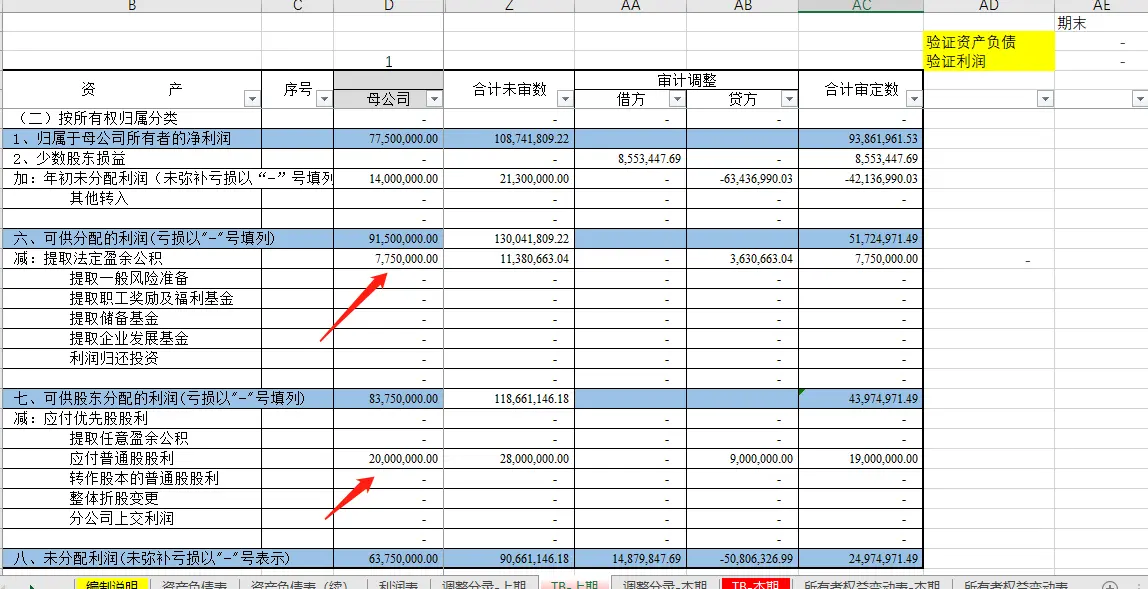 B C D Z AA AB AC AD AE
期末
验证资产负债 -
1 验证利润 -
资 产 序号 母公司 合计未审数 审计调整 合计审定数
借方 贷方
（二）按所有权归属分类 - - - - -
1、归属于母公司所有者的净利润 77,500,000.00 108,741,809.22 93,861,961.53
2、少数股东损益 - - 8,553,447.69 - 8,553,447.69
加：年初未分配利润（未弥补亏损以“-”号填列 14,000,000.00 21,300,000.00 - -63,436,990.03 -42,136,990.03
其他转入 - - - - -
- - - - -
六、可供分配的利润(亏损以"-"号填列) 91,500,000.00 130,041,809.22 51,724,971.49
减：提取法定盈余公积 7,750,000.00 11,380,663.04 - 3,630,663.04 7,750,000.00 -
提取一般风险准备 - - - - -
提取职工奖励及福利基金 - - - - -
提取储备基金 - - - - -
提取企业发展基金 - - - - -
利润归还投资 - - - - -
- - - - -
七、可供股东分配的利润(亏损以"-"号填列) 83,750,000.00 118,661,146.18 43,974,971.49
减：应付优先股股利 - - - - -
提取任意盈余公积 - - - - -
应付普通股股利 20,000,000.00 28,000,000.00 - 9,000,000.00 19,000,000.00
转作股本的普通股股利 - - - - -
整体折股变更 - - - - -
分公司上交利润 - - - - -
- - - - -
八、未分配利润(未弥补亏损以"-"号表示) 63,750,000.00 90,661,146.18 14,879,847.69 -50,806,326.99 24,974,971.49
编制说明 资产负债表 资产负债表（续） 利润表 调整分录-上期 TB-上期 调整分录-本期 TB-本期 所有者权益变动表-本期 所有者权益变动表